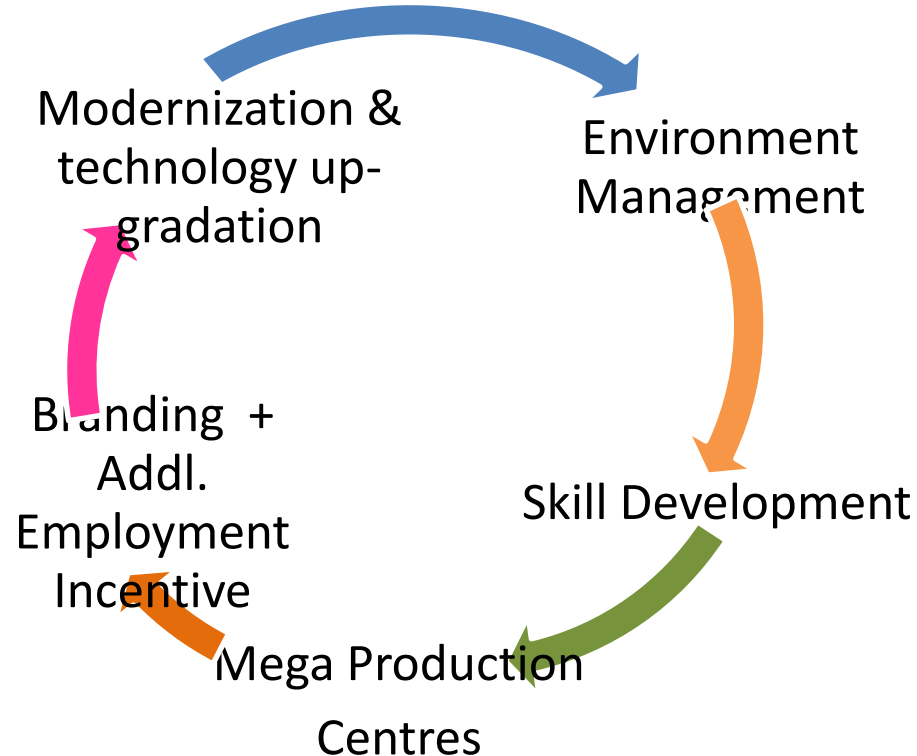 Modernization &
technology up-
gradation
Environment
Management
Skill Development
Mega Production
Centres
Branding +
Addl.
Employment
Incentive